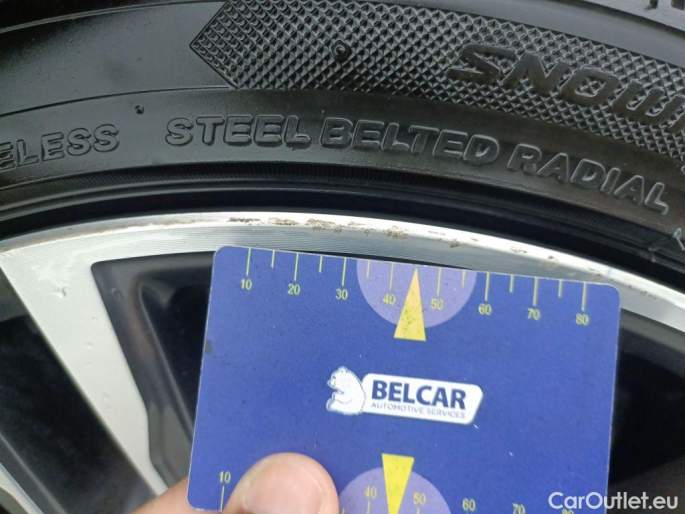 SNOW
ELESS STEEL BELTED RADIAL
10 20 30 40 50 60 70 80
BELCAR
AUTOMOTIVE SERVICES
10 40 50 60 70 80
CarOutlet.eu